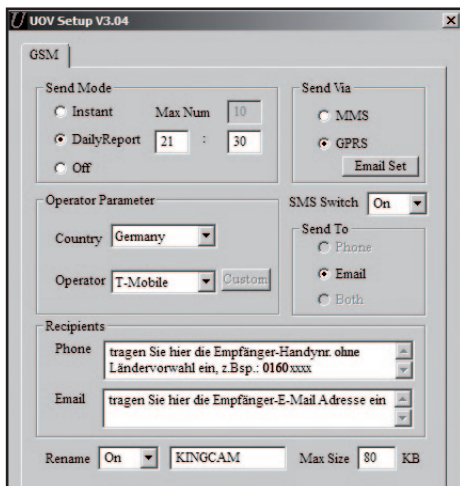 UOV Setup V3.04
GSM
Send Mode
Instant Max Num 10
DailyReport 21 : 30
Off
Send Via
MMS
GPRS
Email Set
Operator Parameter
Country Germany
Operator T-Mobile Custom
SMS Switch On
Send To
Phone
Email
Both
Recipients
Phone tragen Sie hier die Empfänger-Handynr. ohne
Ländervorwahl ein, z.Bsp.: 0160xxxx
Email tragen Sie hier die Empfänger-E-Mail Adresse ein
Rename On KINGCAM Max Size 80 KB